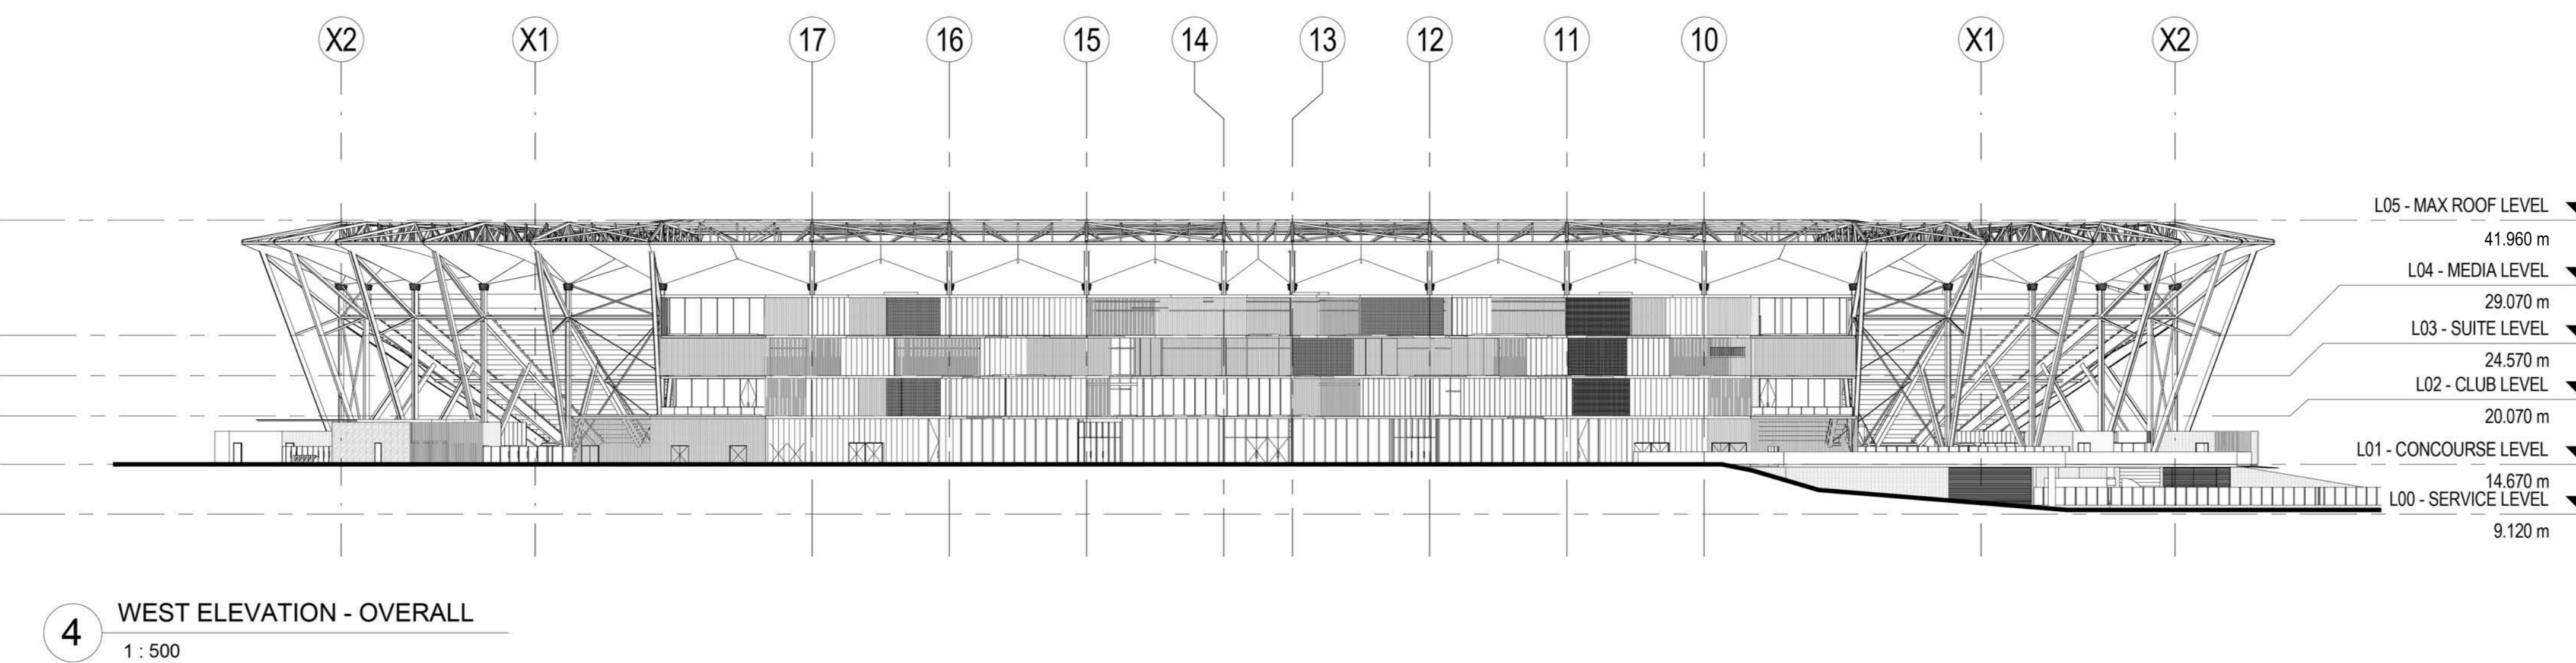 X2 X1 17 16 15 14 13 12 11 10 X1 X2
L05 - MAX ROOF LEVEL
41.960 m
L04 - MEDIA LEVEL
29.070 m
L03 - SUITE LEVEL
24.570 m
L02 - CLUB LEVEL
20.070 m
L01 - CONCOURSE LEVEL
14.670 m
L00 - SERVICE LEVEL
9.120 m
4 WEST ELEVATION - OVERALL
1 : 500